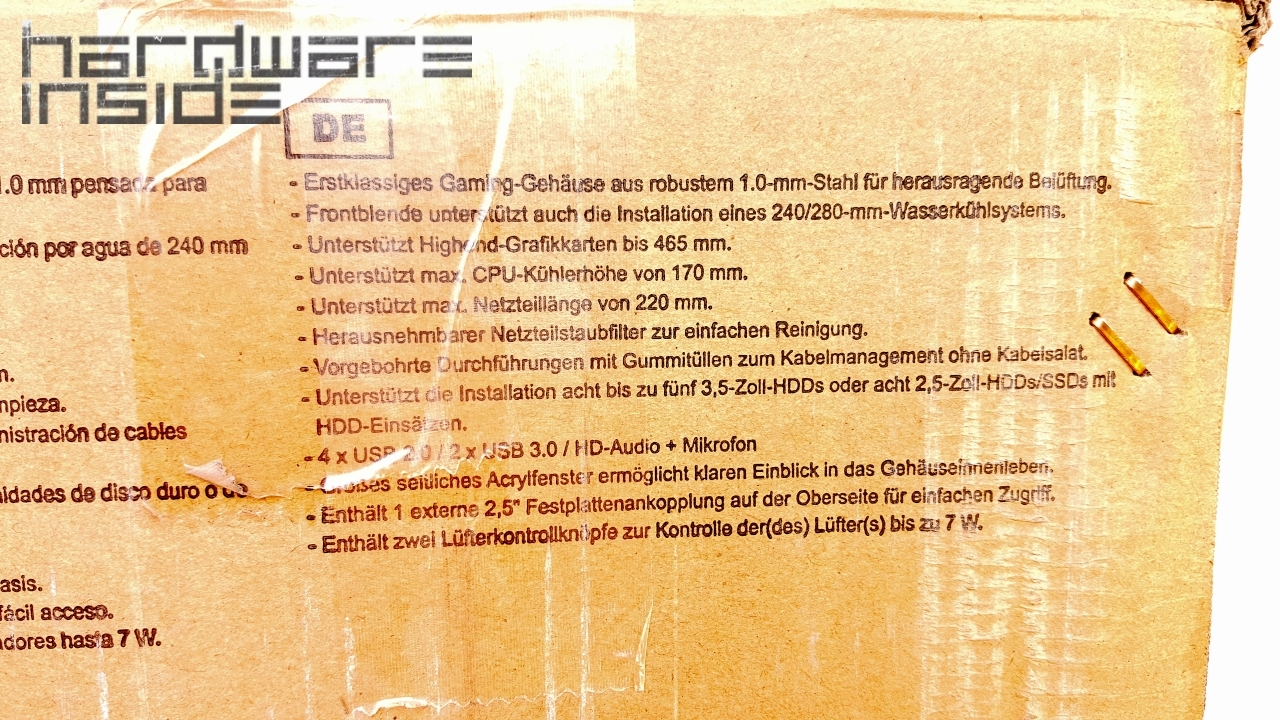 hardware
inside
DE
1.0 mm pensada para
ción por agua de 240 mm
n.
npieza.
nistración de cables
nidades de disco duro o de
asis.
fácil acceso.
adores hasta 7 W.
- Erstklassiges Gaming-Gehäuse aus robustem 1.0-mm-Stahl für herausragende Belüftung.
- Frontblende unterstützt auch die Installation eines 240/280-mm-Wasserkühlsystems.
- Unterstützt Highend-Grafikkarten bis 465 mm.
- Unterstützt max. CPU-Kühlerhöhe von 170 mm.
- Unterstützt max. Netzteillänge von 220 mm.
- Herausnehmbarer Netzteilstaubfilter zur einfachen Reinigung.
- Vorgebohrte Durchführungen mit Gummitüllen zum Kabelmanagement ohne Kabelsalat.
- Unterstützt die Installation acht bis zu fünf 3,5-Zoll-HDDs oder acht 2,5-Zoll-HDDs/SSDs mit
HDD-Einsätzen.
- 4 x USB 2.0 / 2 x USB 3.0 / HD-Audio + Mikrofon
- Großes seitliches Acrylfenster ermöglicht klaren Einblick in das Gehäuseinnenleben.
- Enthält 1 externe 2,5" Festplattenankopplung auf der Oberseite für einfachen Zugriff.
- Enthält zwei Lüfterkontrollknöpfe zur Kontrolle der(des) Lüfter(s) bis zu 7 W.